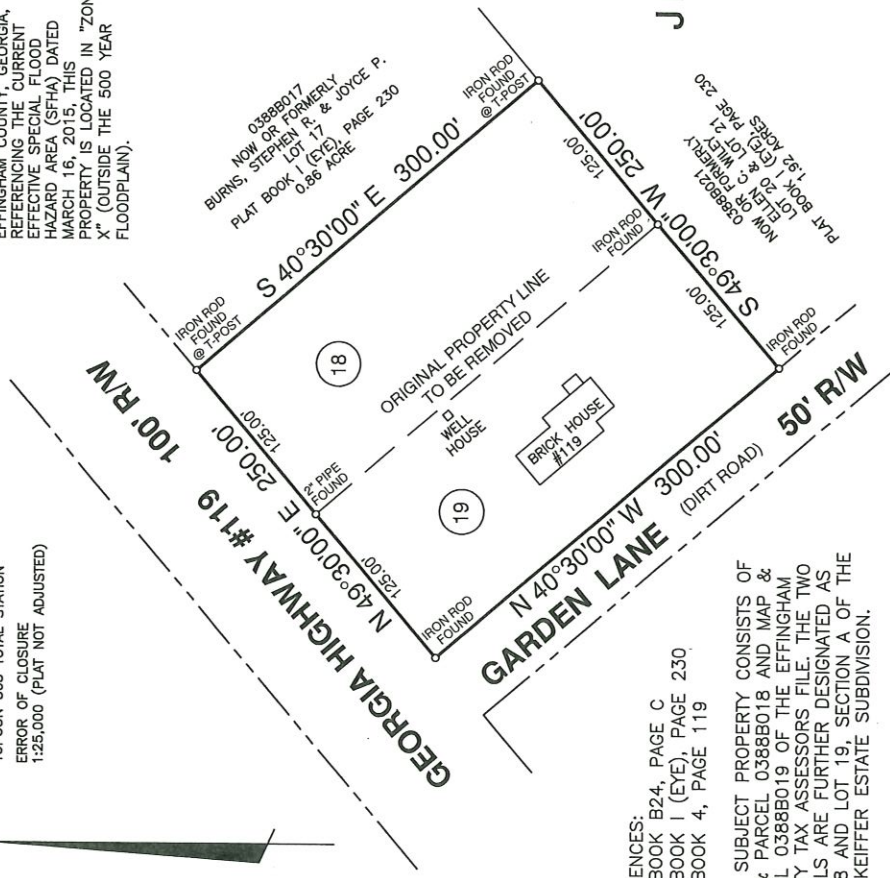 EFFINGHAM COUNTY, GEORGIA,
REFERENCING THE CURRENT
EFFECTIVE SPECIAL FLOOD
HAZARD AREA (SFHA) DATED
MARCH 16, 2015, THIS
PROPERTY IS LOCATED IN "ZON
X" (OUTSIDE THE 500 YEAR
FLOODPLAIN).
ERROR OF CLOSURE
1:25,000 (PLAT NOT ADJUSTED)
0388B017
NOW OR FORMERLY
BURNS, STEPHEN R. & JOYCE P.
LOT 17
PLAT BOOK I (EYE), PAGE 230
0.86 ACRE
IRON ROD
FOUND
@ T-POST
S 40°30'00" E 300.00'
IRON ROD
FOUND
@ T-POST
125.00'
S 49°30'00" W 250.00'
125.00'
IRON ROD
FOUND
0388B021
NOW OR FORMERLY
ELLEN C. WILEY
LOT 20 & LOT 21
PLAT BOOK I (EYE), PAGE 230
1.92 ACRES
J
100' R/W
GEORGIA HIGHWAY #119
N 49°30'00" E 250.00'
125.00'
125.00'
2" PIPE
FOUND
18
ORIGINAL PROPERTY LINE
TO BE REMOVED
WELL
HOUSE
BRICK HOUSE
#119
19
IRON ROD
FOUND
N 40°30'00" W 300.00'
IRON ROD
FOUND
GARDEN LANE
(DIRT ROAD)
50' R/W
ENCES:
BOOK B24, PAGE C
BOOK I (EYE), PAGE 230
BOOK 4, PAGE 119
SUBJECT PROPERTY CONSISTS OF
& PARCEL 0388B018 AND MAP &
L 0388B019 OF THE EFFINGHAM
Y TAX ASSESSORS FILE. THE TWO
LS ARE FURTHER DESIGNATED AS
8 AND LOT 19, SECTION A OF THE
KEIFFER ESTATE SUBDIVISION.